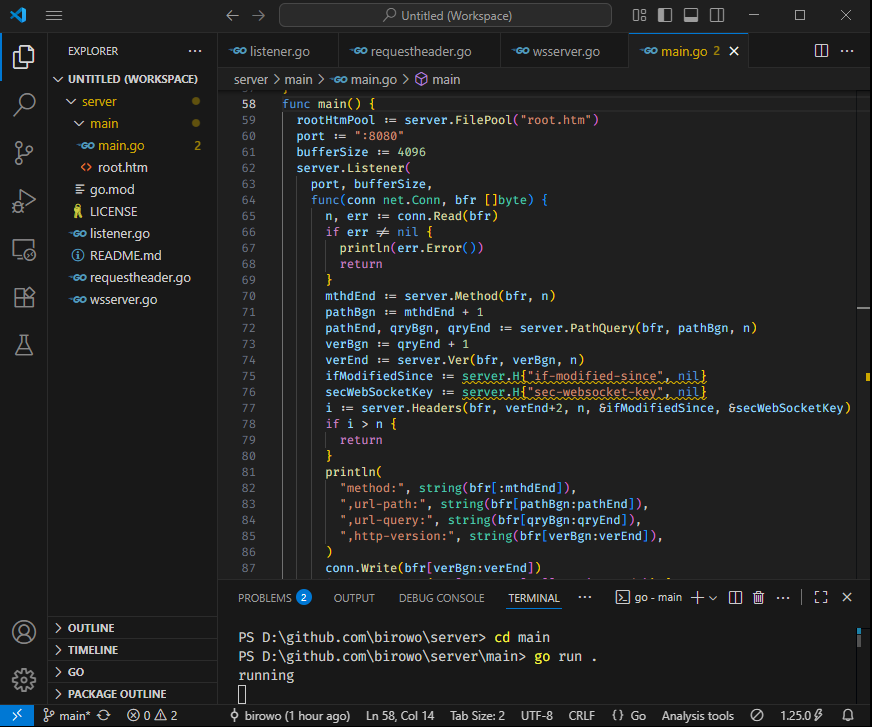 Untitled (Workspace)
EXPLORER
UNTITLED (WORKSPACE)
server
main
main.go 2
root.htm
go.mod
LICENSE
listener.go
README.md
requestheader.go
wsserver.go
OUTLINE
TIMELINE
GO
PACKAGE OUTLINE
listener.go requestheader.go wsserver.go main.go 2
server > main > main.go > main
58 func main() {
59 rootHtmPool := server.FilePool("root.htm")
60 port := ":8080"
61 bufferSize := 4096
62 server.Listener(
63 port, bufferSize,
64 func(conn net.Conn, bfr []byte) {
65 n, err := conn.Read(bfr)
66 if err != nil {
67 println(err.Error())
68 return
69 }
70 mthdEnd := server.Method(bfr, n)
71 pathBgn := mthdEnd + 1
72 pathEnd, qryBgn, qryEnd := server.PathQuery(bfr, pathBgn, n)
73 verBgn := qryEnd + 1
74 verEnd := server.Ver(bfr, verBgn, n)
75 ifModifiedSince := server.H{"if-modified-since", nil}
76 secWebSocketKey := server.H{"sec-websocket-key", nil}
77 i := server.Headers(bfr, verEnd+2, n, &ifModifiedSince, &secWebSocketKey)
78 if i > n {
79 return
80 }
81 println(
82 "method:", string(bfr[:mthdEnd]),
83 ",url-path:", string(bfr[pathBgn:pathEnd]),
84 ",url-query:", string(bfr[qryBgn:qryEnd]),
85 ",http-version:", string(bfr[verBgn:verEnd]),
86 )
87 conn.Write(bfr[verBgn:verEnd])
PROBLEMS 2 OUTPUT DEBUG CONSOLE TERMINAL go - main
PS D:\github.com\birowo\server> cd main
PS D:\github.com\birowo\server\main> go run .
running
main* 0 2 birowo (1 hour ago) Ln 58, Col 14 Tab Size: 2 UTF-8 CRLF {} Go Analysis tools 1.25.0